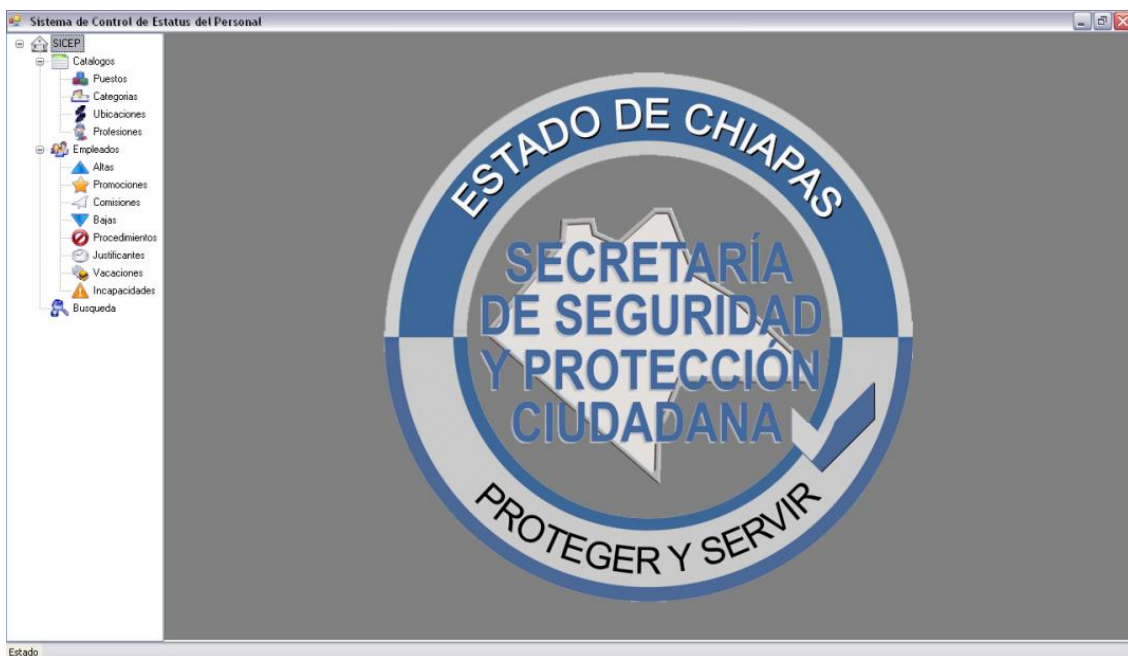 Sistema de Control de Estatus del Personal
SICEP
Catalogos
Puestos
Categorias
Ubicaciones
Profesiones
Empleados
Altas
Promociones
Comisiones
Bajas
Procedimientos
Justificantes
Vacaciones
Incapacidades
Busqueda
ESTADO DE CHIAPAS
SECRETARÍA
DE SEGURIDAD
Y PROTECCIÓN
CIUDADANA
PROTEGER Y SERVIR
Estado